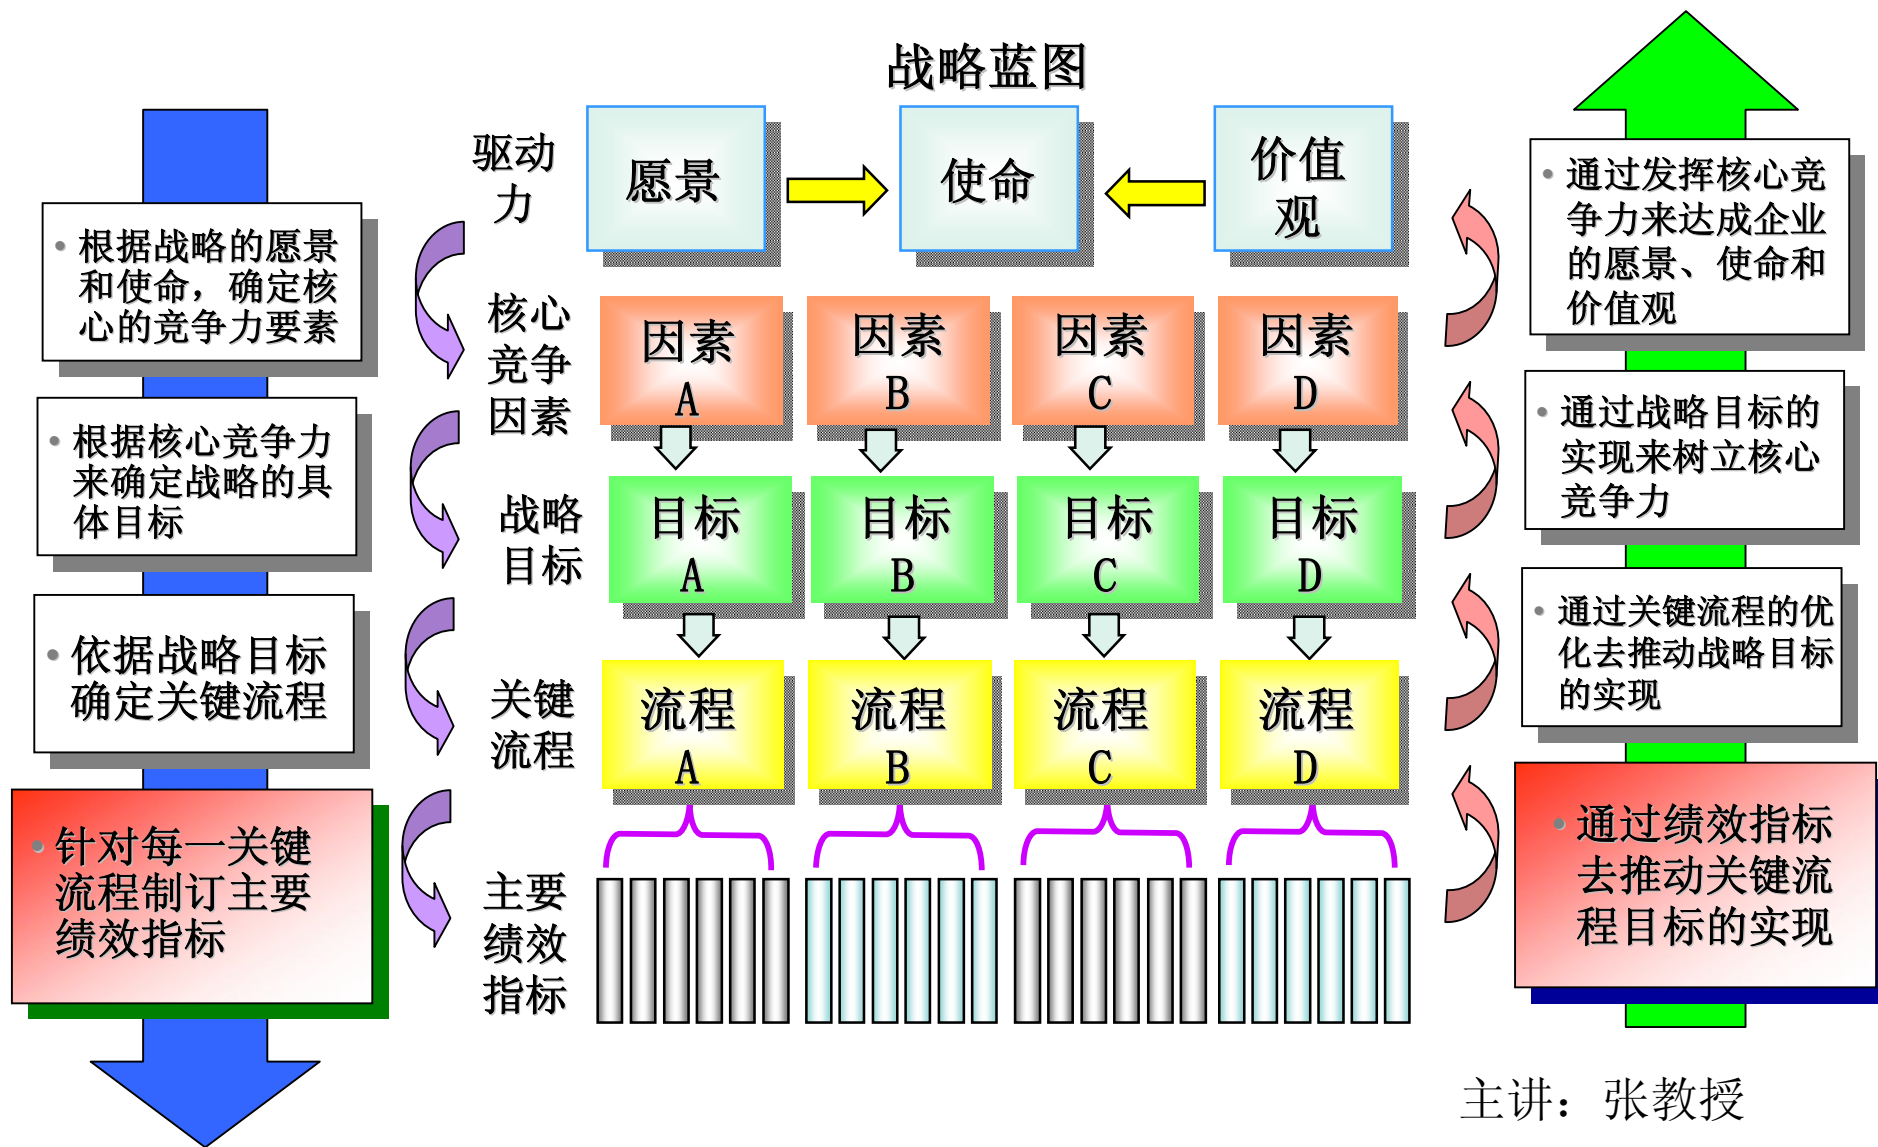 战略蓝图
驱动
力
愿景
使命
价值
观
• 根据战略的愿景
和使命，确定核
心的竞争力要素
• 通过发挥核心竞
争力来达成企业
的愿景、使命和
价值观
核心
竞争
因素
因素
A
因素
B
因素
C
因素
D
• 根据核心竞争力
来确定战略的具
体目标
• 通过战略目标的
实现来树立核心
竞争力
战略
目标
目标
A
目标
B
目标
C
目标
D
• 依据战略目标
确定关键流程
• 通过关键流程的优
化去推动战略目标
的实现
关键
流程
流程
A
流程
B
流程
C
流程
D
• 针对每一关键
流程制订主要
绩效指标
• 通过绩效指标
去推动关键流
程目标的实现
主要
绩效
指标
主讲：张教授